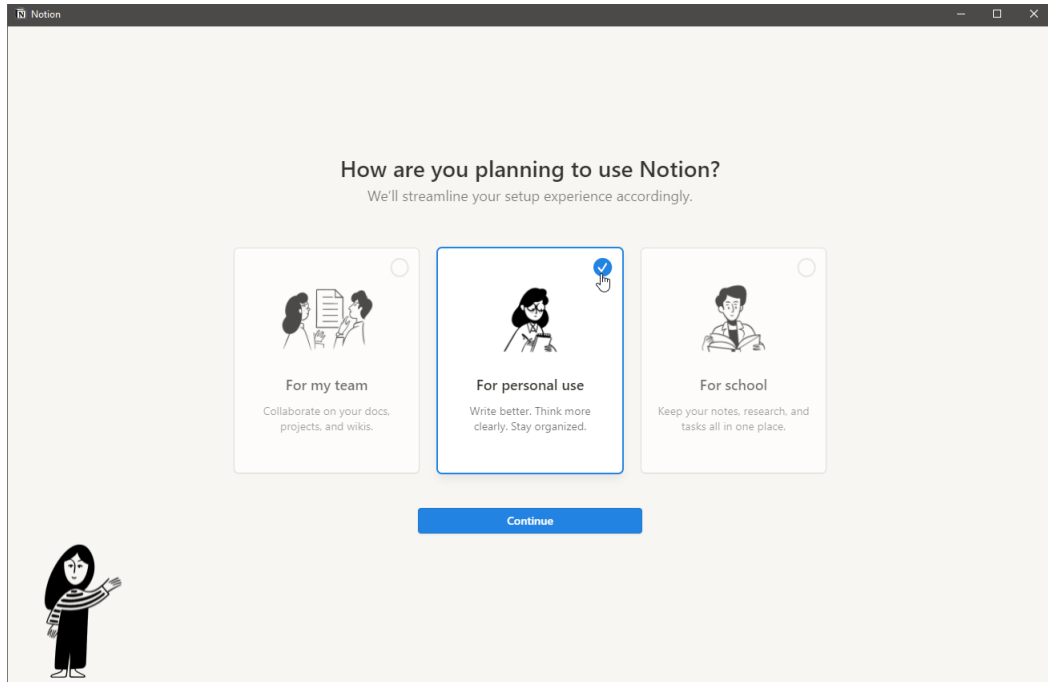 Notion
How are you planning to use Notion?
We'll streamline your setup experience accordingly.
For my team
Collaborate on your docs,
projects, and wikis.
For personal use
Write better. Think more
clearly. Stay organized.
For school
Keep your notes, research, and
tasks all in one place.
Continue